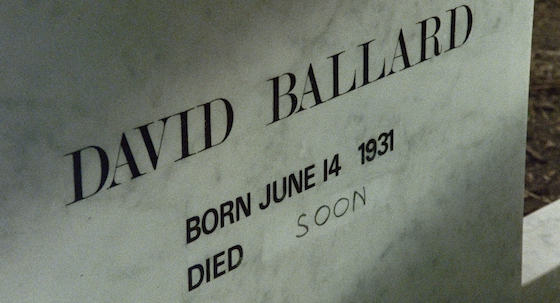 DAVID BALLARD
BORN JUNE 14 1931
DIED SOON